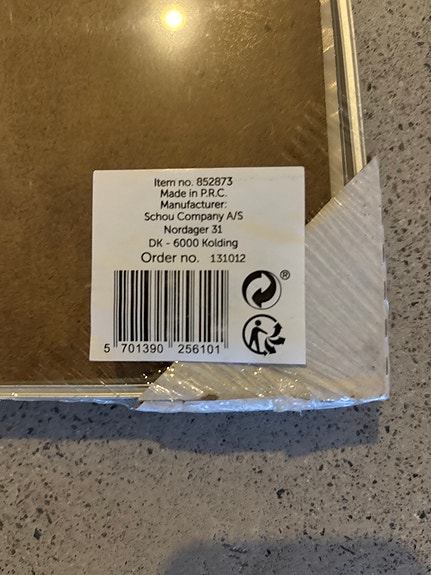 Item no. 852873
Made in P.R.C.
Manufacturer:
Schou Company A/S
Nordager 31
DK - 6000 Kolding
Order no. 131012
®
5 701390 256101